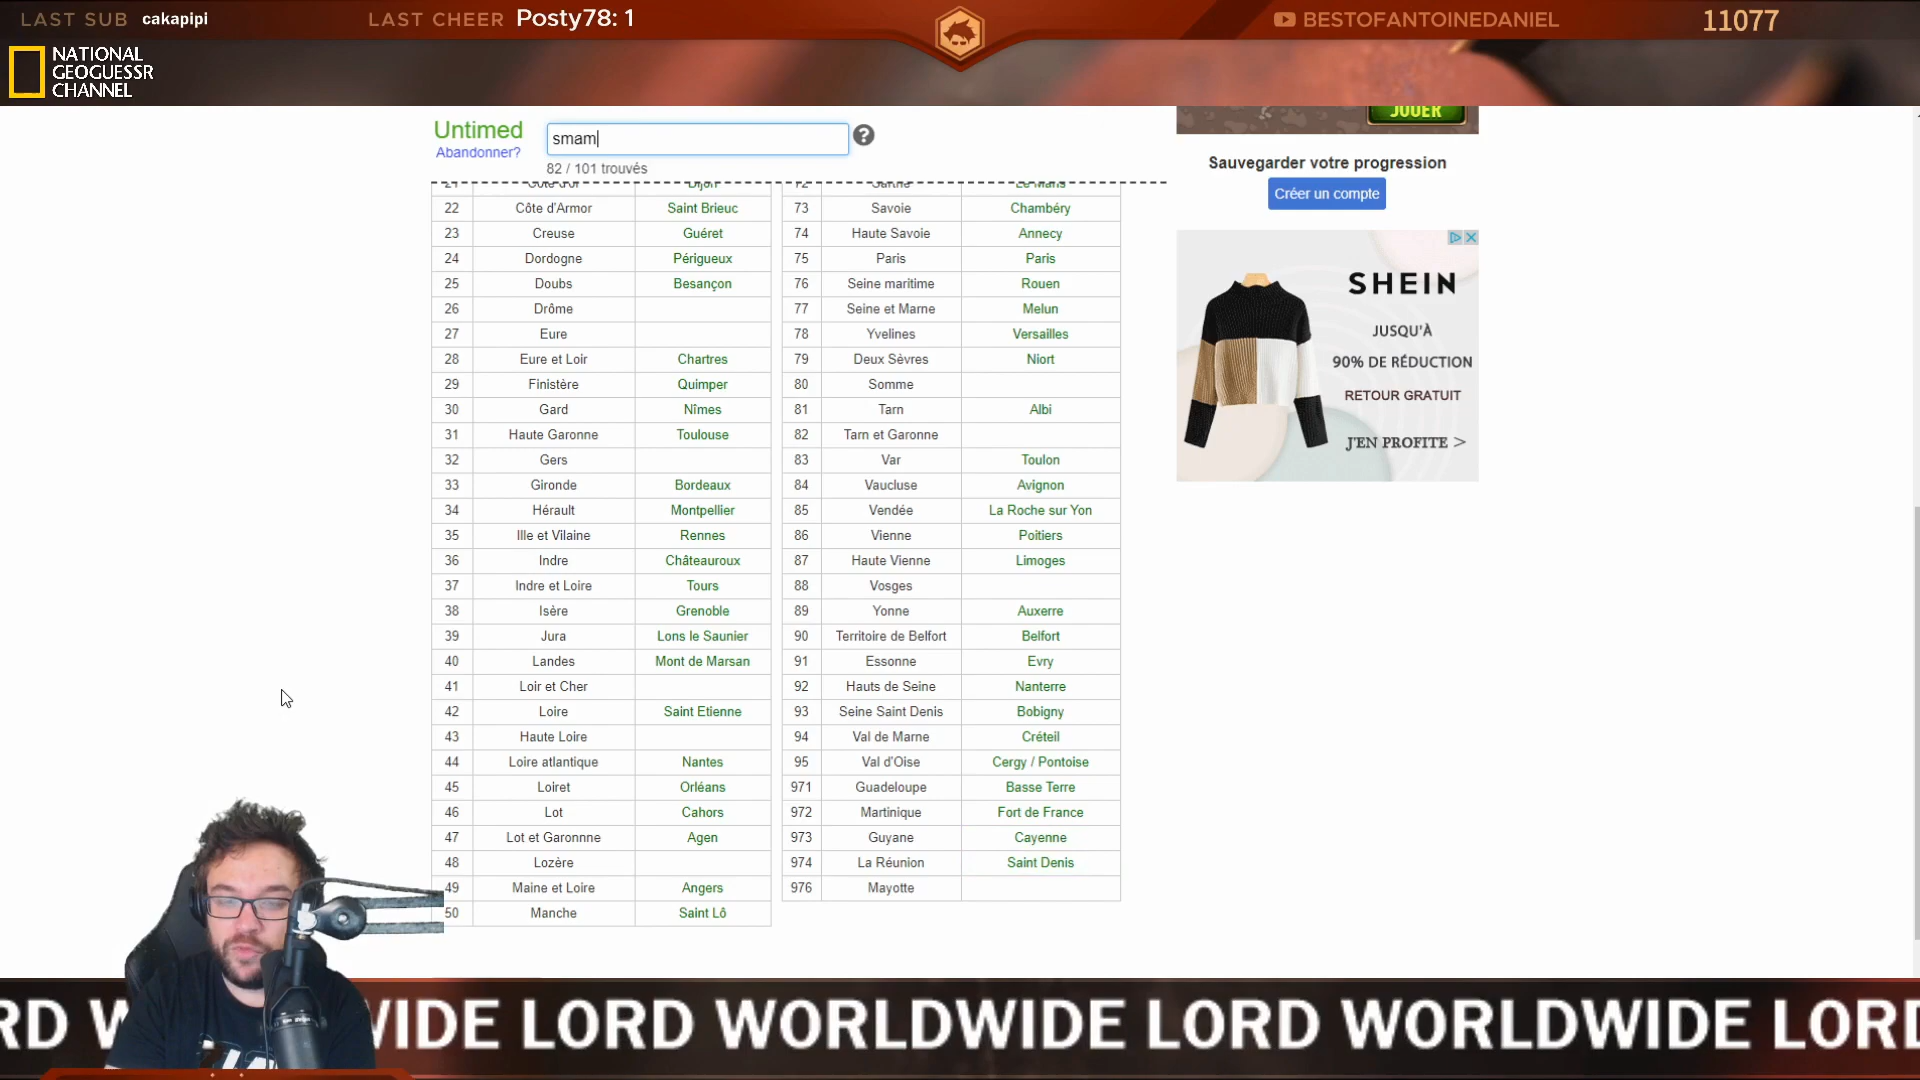 LAST SUB cakapipi LAST CHEER Posty78: 1 BESTOFANTOINEDANIEL 11077
NATIONAL
GEOGUESSR
CHANNEL
Untimed
Abandonner?
smam
?
82 / 101 trouvés
JOUER
Sauvegarder votre progression
Créer un compte
SHEIN
JUSQU'À
90% DE RÉDUCTION
RETOUR GRATUIT
J'EN PROFITE >
21 Côte d'or Dijon
22 Côte d'Armor Saint Brieuc
23 Creuse Guéret
24 Dordogne Périgueux
25 Doubs Besançon
26 Drôme
27 Eure
28 Eure et Loir Chartres
29 Finistère Quimper
30 Gard Nîmes
31 Haute Garonne Toulouse
32 Gers
33 Gironde Bordeaux
34 Hérault Montpellier
35 Ille et Vilaine Rennes
36 Indre Châteauroux
37 Indre et Loire Tours
38 Isère Grenoble
39 Jura Lons le Saunier
40 Landes Mont de Marsan
41 Loir et Cher
42 Loire Saint Etienne
43 Haute Loire
44 Loire atlantique Nantes
45 Loiret Orléans
46 Lot Cahors
47 Lot et Garonnne Agen
48 Lozère
49 Maine et Loire Angers
50 Manche Saint Lô
72 Sarthe Le Mans
73 Savoie Chambéry
74 Haute Savoie Annecy
75 Paris Paris
76 Seine maritime Rouen
77 Seine et Marne Melun
78 Yvelines Versailles
79 Deux Sèvres Niort
80 Somme
81 Tarn Albi
82 Tarn et Garonne
83 Var Toulon
84 Vaucluse Avignon
85 Vendée La Roche sur Yon
86 Vienne Poitiers
87 Haute Vienne Limoges
88 Vosges
89 Yonne Auxerre
90 Territoire de Belfort Belfort
91 Essonne Evry
92 Hauts de Seine Nanterre
93 Seine Saint Denis Bobigny
94 Val de Marne Créteil
95 Val d'Oise Cergy / Pontoise
971 Guadeloupe Basse Terre
972 Martinique Fort de France
973 Guyane Cayenne
974 La Réunion Saint Denis
976 Mayotte
RD W IDE LORD WORLDWIDE LORD WORLDWIDE LORD